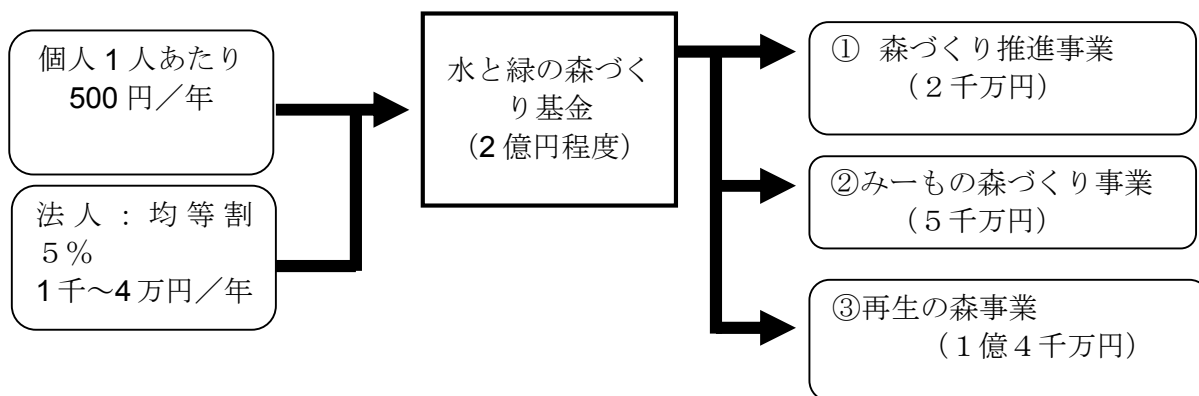 個人1人あたり
500円／年
法人：均等割
５％
1千～4万円／年
水と緑の森づく
り基金
（2億円程度）
① 森づくり推進事業
（２千万円）
②みーもの森づくり事業
（５千万円）
③再生の森事業
（１億４千万円）